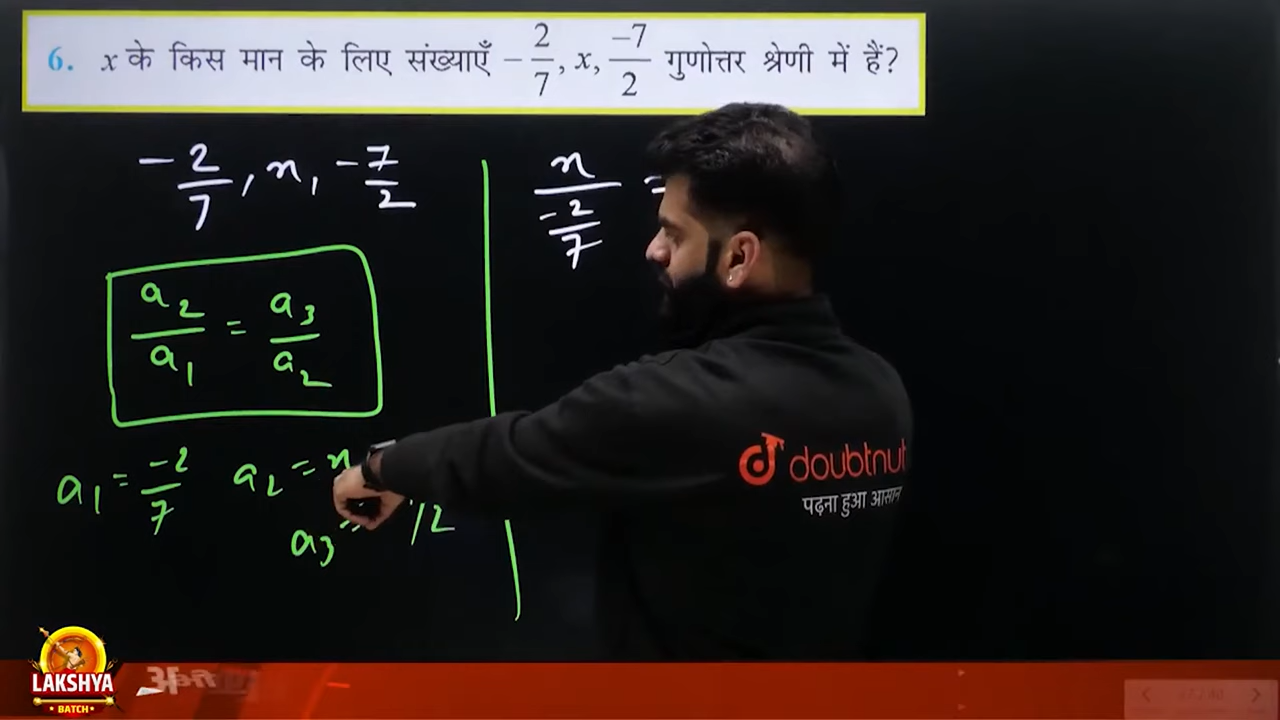 6. x के किस मान के लिए संख्याएँ -2/7, x, -7/2 गुणोत्तर श्रेणी में हैं?
-2/7, x, -7/2
x/(-2/7) =
a₂/a₁ = a₃/a₂
a₁ = -2/7 a₂ = x
a₃ = /2
doubtnut
पढ़ना हुआ आसान
LAKSHYA
BATCH